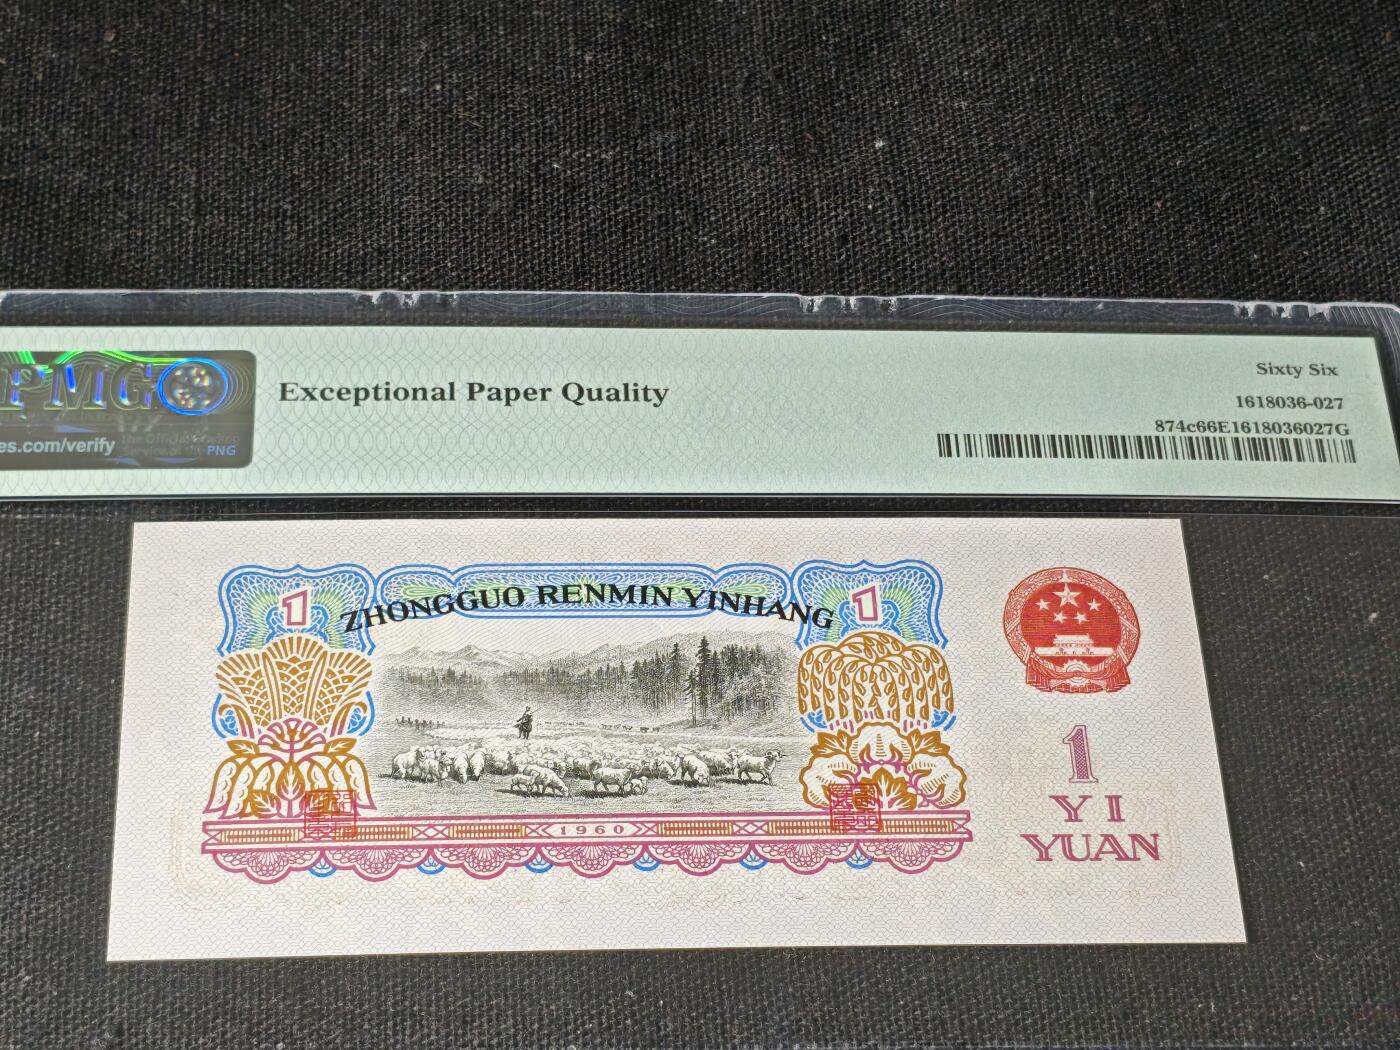 PMG
es.com/verify
PNG
Exceptional Paper Quality
Sixty Six
1618036-027
874c66E1618036027G
1
ZHONGGUO RENMIN YINHANG
1
1960
1
YI
YUAN